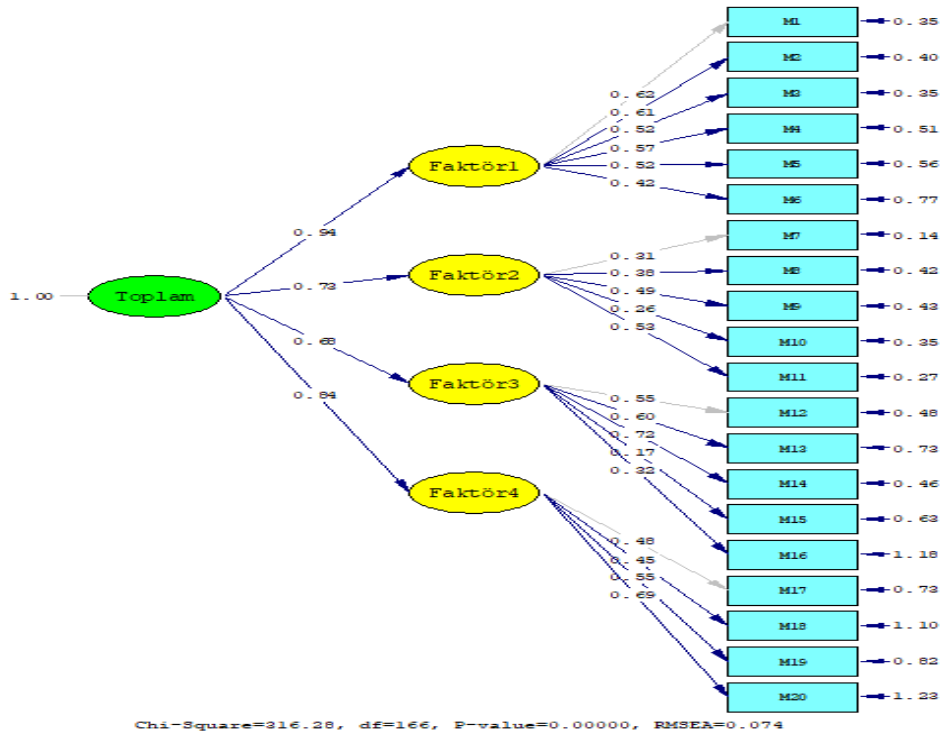 M1
0.35
M2
0.40
M3
0.35
M4
0.51
M5
0.56
M6
0.77
M7
0.14
M8
0.42
M9
0.43
M10
0.35
M11
0.27
M12
0.48
M13
0.73
M14
0.46
M15
0.63
M16
1.18
M17
0.73
M18
1.10
M19
0.82
M20
1.23
0.62
0.61
0.52
0.57
0.52
0.42
Faktör1
0.31
0.38
0.49
0.26
0.53
Faktör2
0.55
0.60
0.72
0.17
0.32
Faktör3
0.48
0.45
0.55
0.69
Faktör4
0.94
0.73
0.68
0.84
1.00
Toplam
Chi-Square=316.28, df=166, P-value=0.00000, RMSEA=0.074